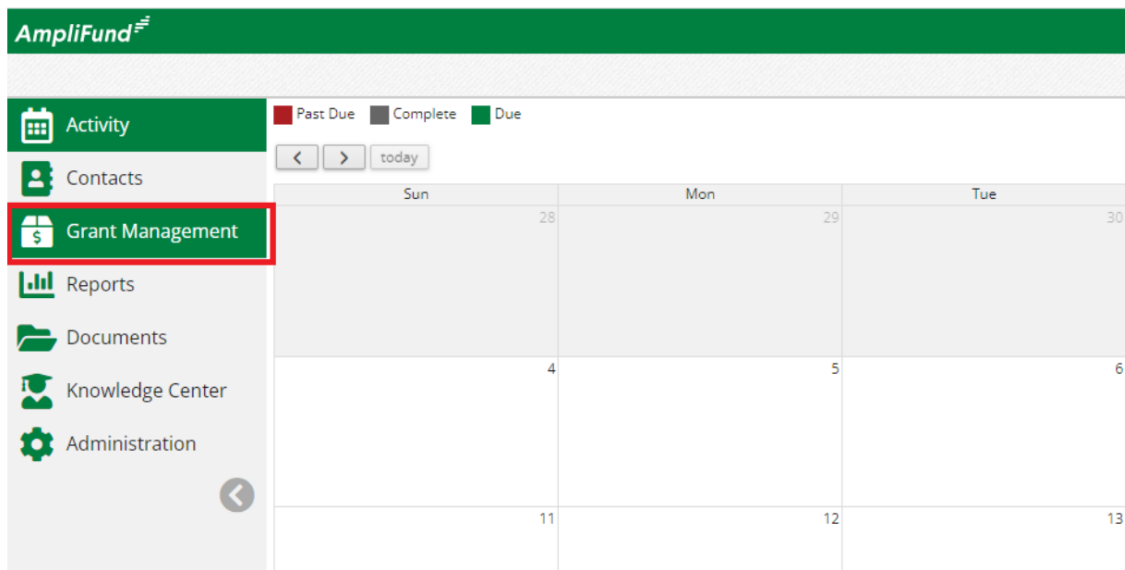 AmpliFund
Activity
Contacts
Grant Management
Reports
Documents
Knowledge Center
Administration
Past Due Complete Due
< > today
Sun Mon Tue
28 29 30
4 5 6
11 12 13